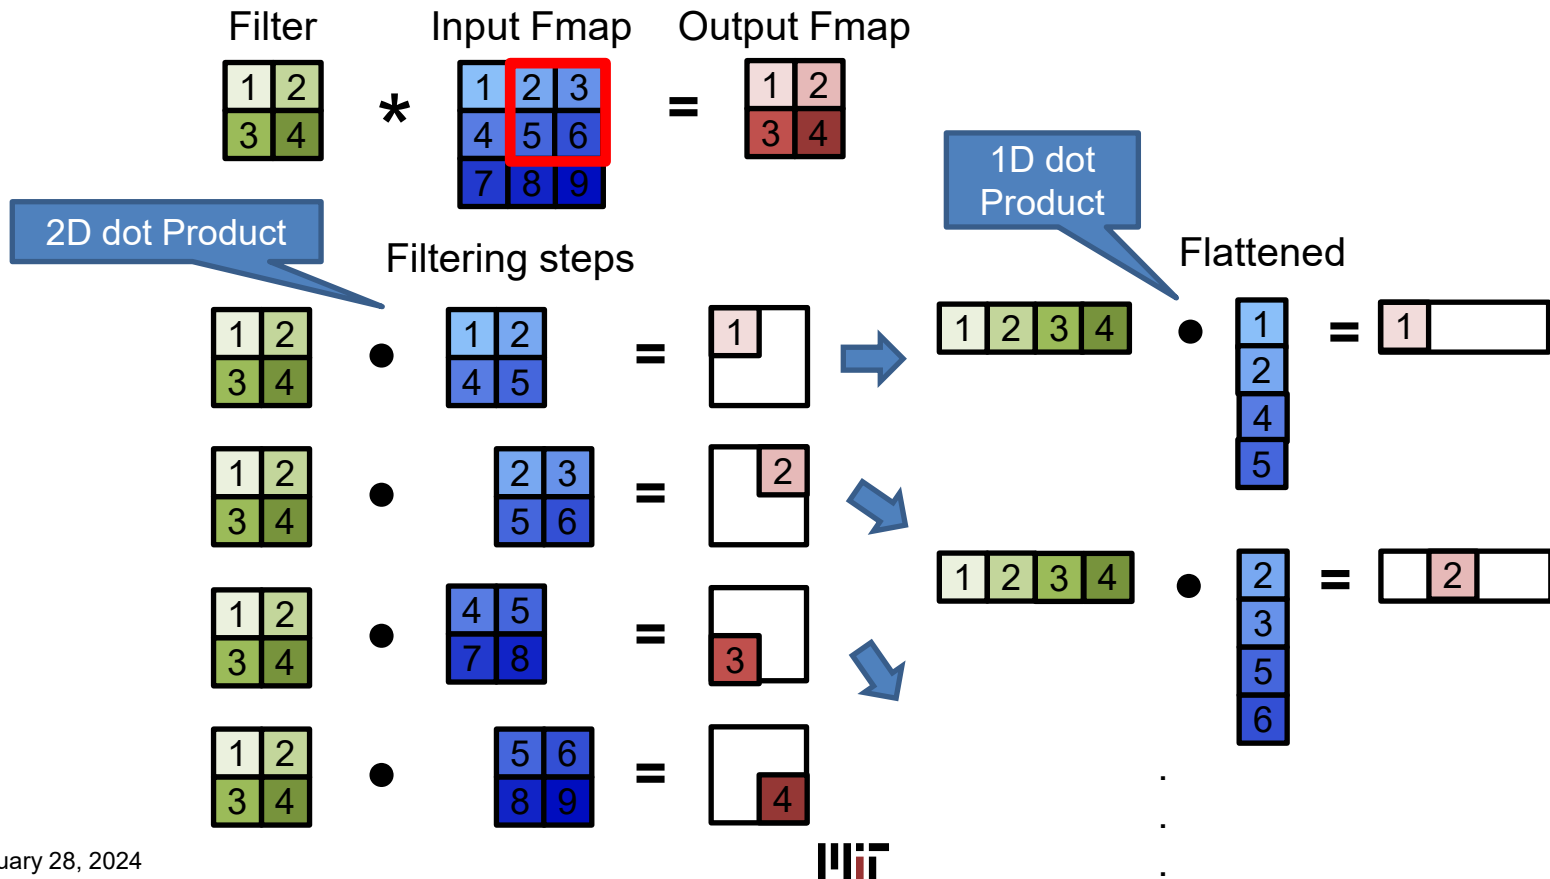 Filter Input Fmap Output Fmap
1 2 * 1 2 3 = 1 2
3 4 4 5 6 3 4
7 8 9
1D dot
Product
2D dot Product
Filtering steps
Flattened
1 2 • 1 2 = 1
3 4 4 5
1 2 3 4 • 1 = 1
2
4
5
1 2 • 2 3 = 2
3 4 5 6
1 2 3 4 • 2 = 2
3
5
6
1 2 • 4 5 =
3 4 7 8 3
1 2 • 5 6 =
3 4 8 9 4
.
.
.
uary 28, 2024
MIT